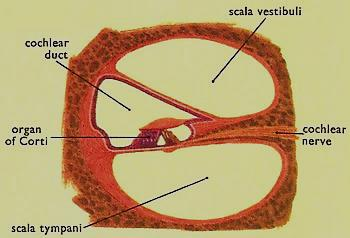 scala vestibuli
cochlear
duct
organ
of Corti
cochlear
nerve
scala tympani